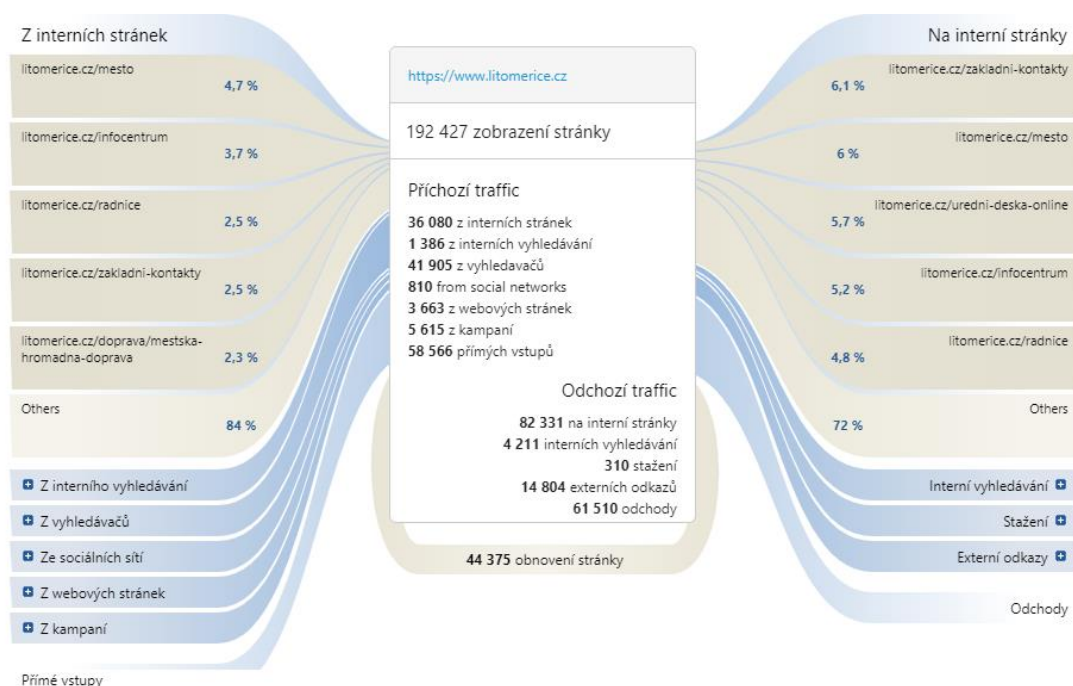 Z interních stránek
litomerice.cz/mesto
4,7 %
litomerice.cz/infocentrum
3,7 %
litomerice.cz/radnice
2,5 %
litomerice.cz/zakladni-kontakty
2,5 %
litomerice.cz/doprava/mestska-
hromadna-doprava
2,3 %
Others
84 %
Z interního vyhledávání
Z vyhledávačů
Ze sociálních sítí
Z webových stránek
Z kampaní
Přímé vstupy
https://www.litomerice.cz
192 427 zobrazení stránky
Příchozí traffic
36 080 z interních stránek
1 386 z interních vyhledávání
41 905 z vyhledavačů
810 from social networks
3 663 z webových stránek
5 615 z kampaní
58 566 přímých vstupů
Odchozí traffic
82 331 na interní stránky
4 211 interních vyhledávání
310 stažení
14 804 externích odkazů
61 510 odchody
44 375 obnovení stránky
Na interní stránky
litomerice.cz/zakladni-kontakty
6,1 %
litomerice.cz/mesto
6 %
litomerice.cz/uredni-deska-online
5,7 %
litomerice.cz/infocentrum
5,2 %
litomerice.cz/radnice
4,8 %
Others
72 %
Interní vyhledávání
Stažení
Externí odkazy
Odchody